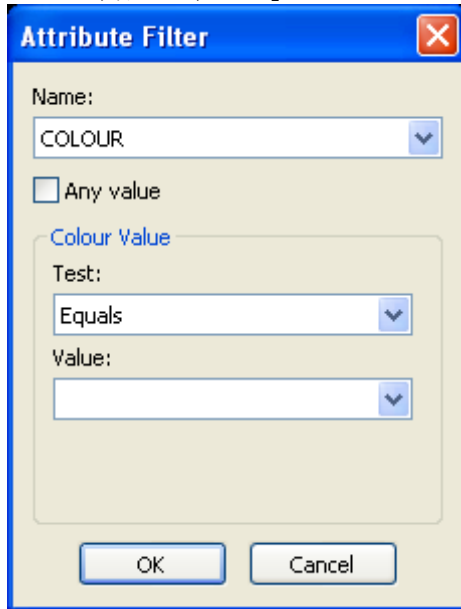 Attribute Filter
Name:
COLOUR
Any value
Colour Value
Test:
Equals
Value:
OK Cancel